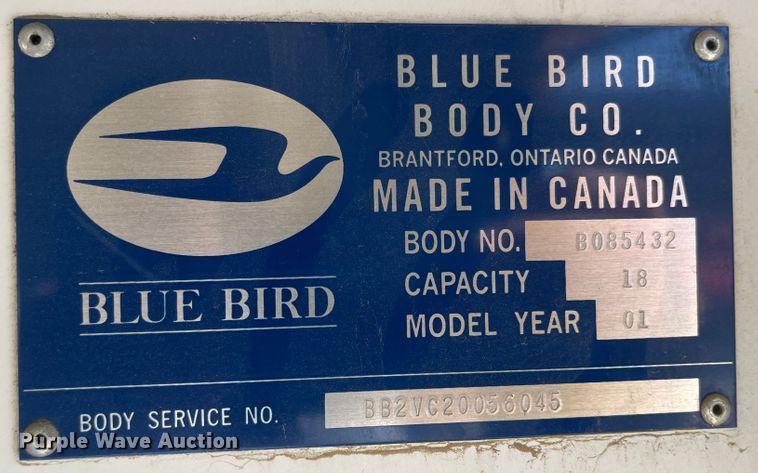 BLUE BIRD
BODY CO.
BRANTFORD, ONTARIO CANADA
MADE IN CANADA
BODY NO. B085432
CAPACITY 18
MODEL YEAR 01
BLUE BIRD
BODY SERVICE NO. BB2VC20056045
Purple Wave Auction